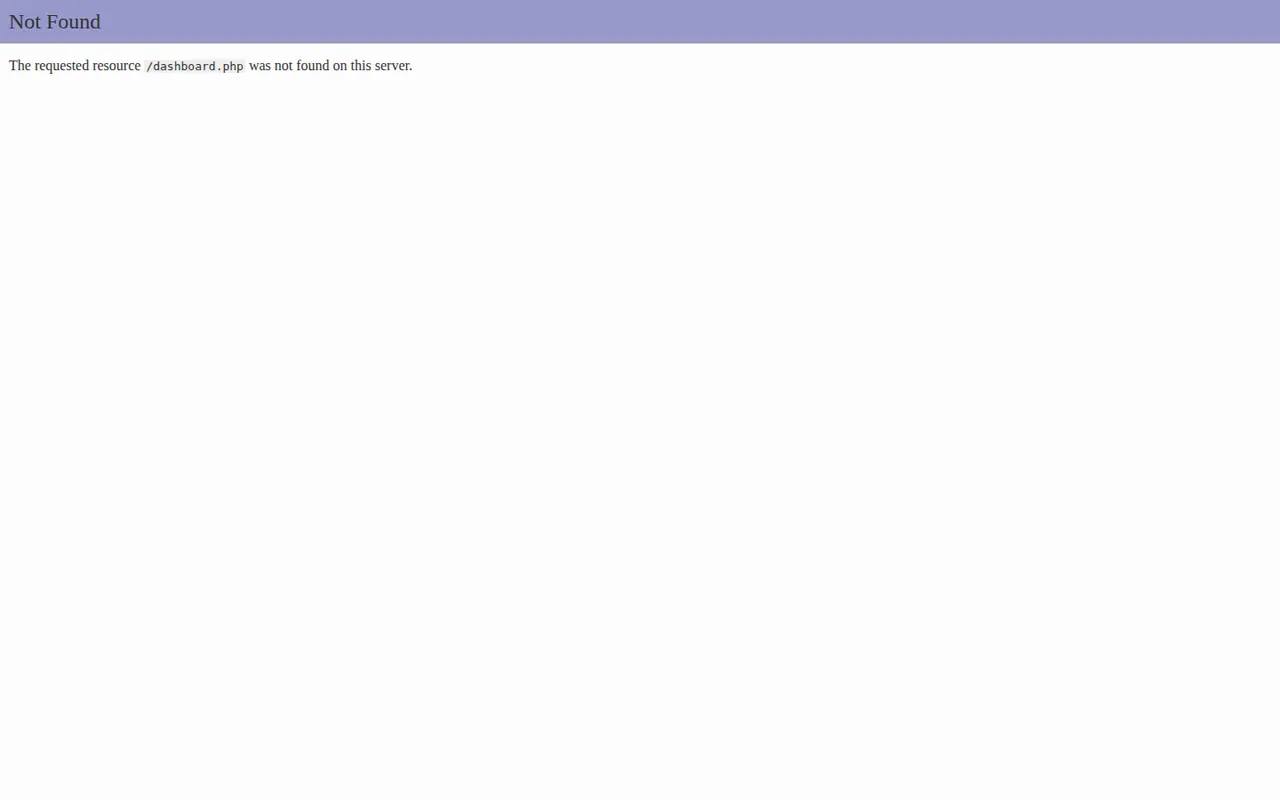 Not Found
The requested resource /dashboard.php was not found on this server.